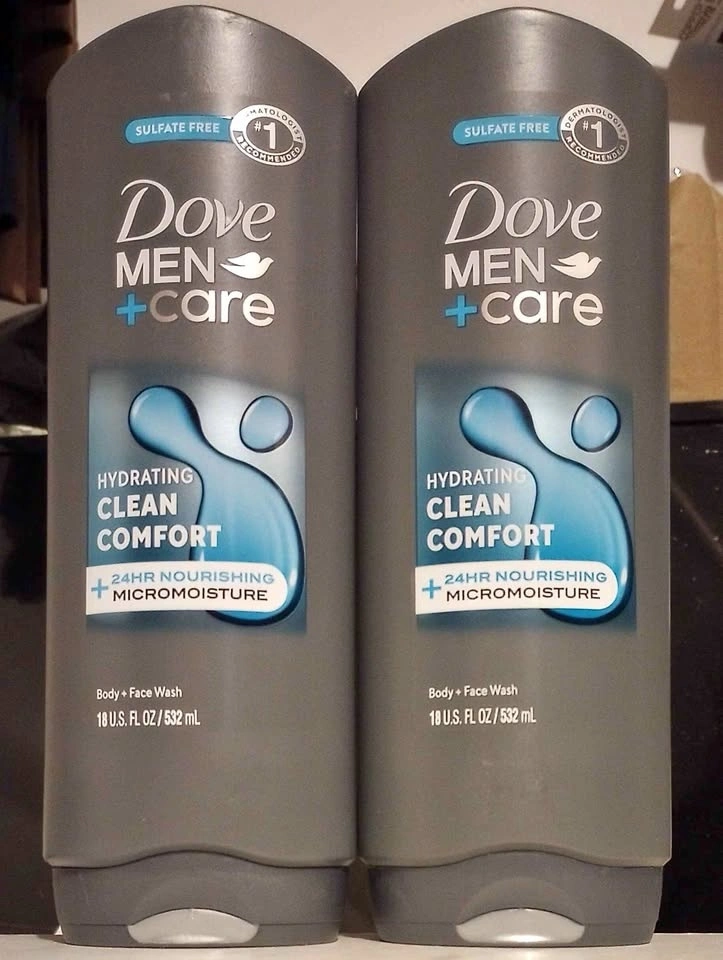 SULFATE FREE
DERMATOLOGIST
#1
RECOMMENDED
Dove
MEN
+care
HYDRATING
CLEAN
COMFORT
+ 24HR NOURISHING
MICROMOISTURE
Body + Face Wash
18 U.S. FL OZ / 532 mL
SULFATE FREE
DERMATOLOGIST
#1
RECOMMENDED
Dove
MEN
+care
HYDRATING
CLEAN
COMFORT
+ 24HR NOURISHING
MICROMOISTURE
Body + Face Wash
18 U.S. FL OZ / 532 mL